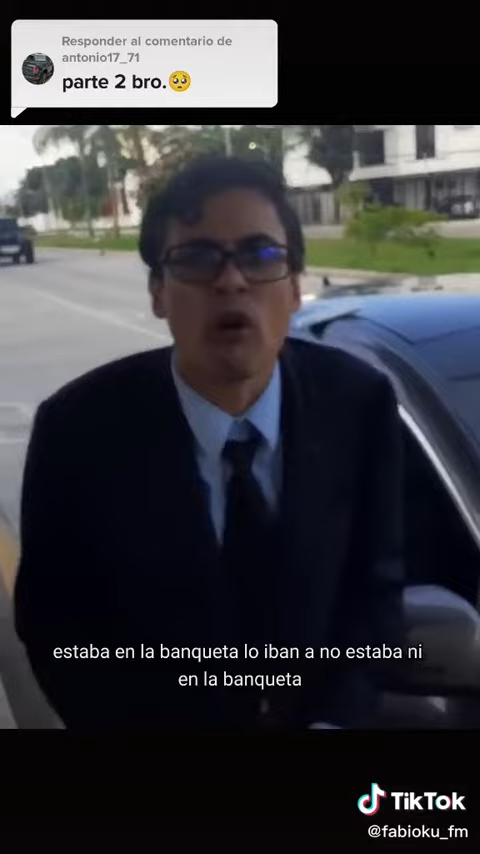 Responder al comentario de
antonio17_71
parte 2 bro.🥺
estaba en la banqueta lo iban a no estaba ni
en la banqueta
TikTok
@fabioku_fm